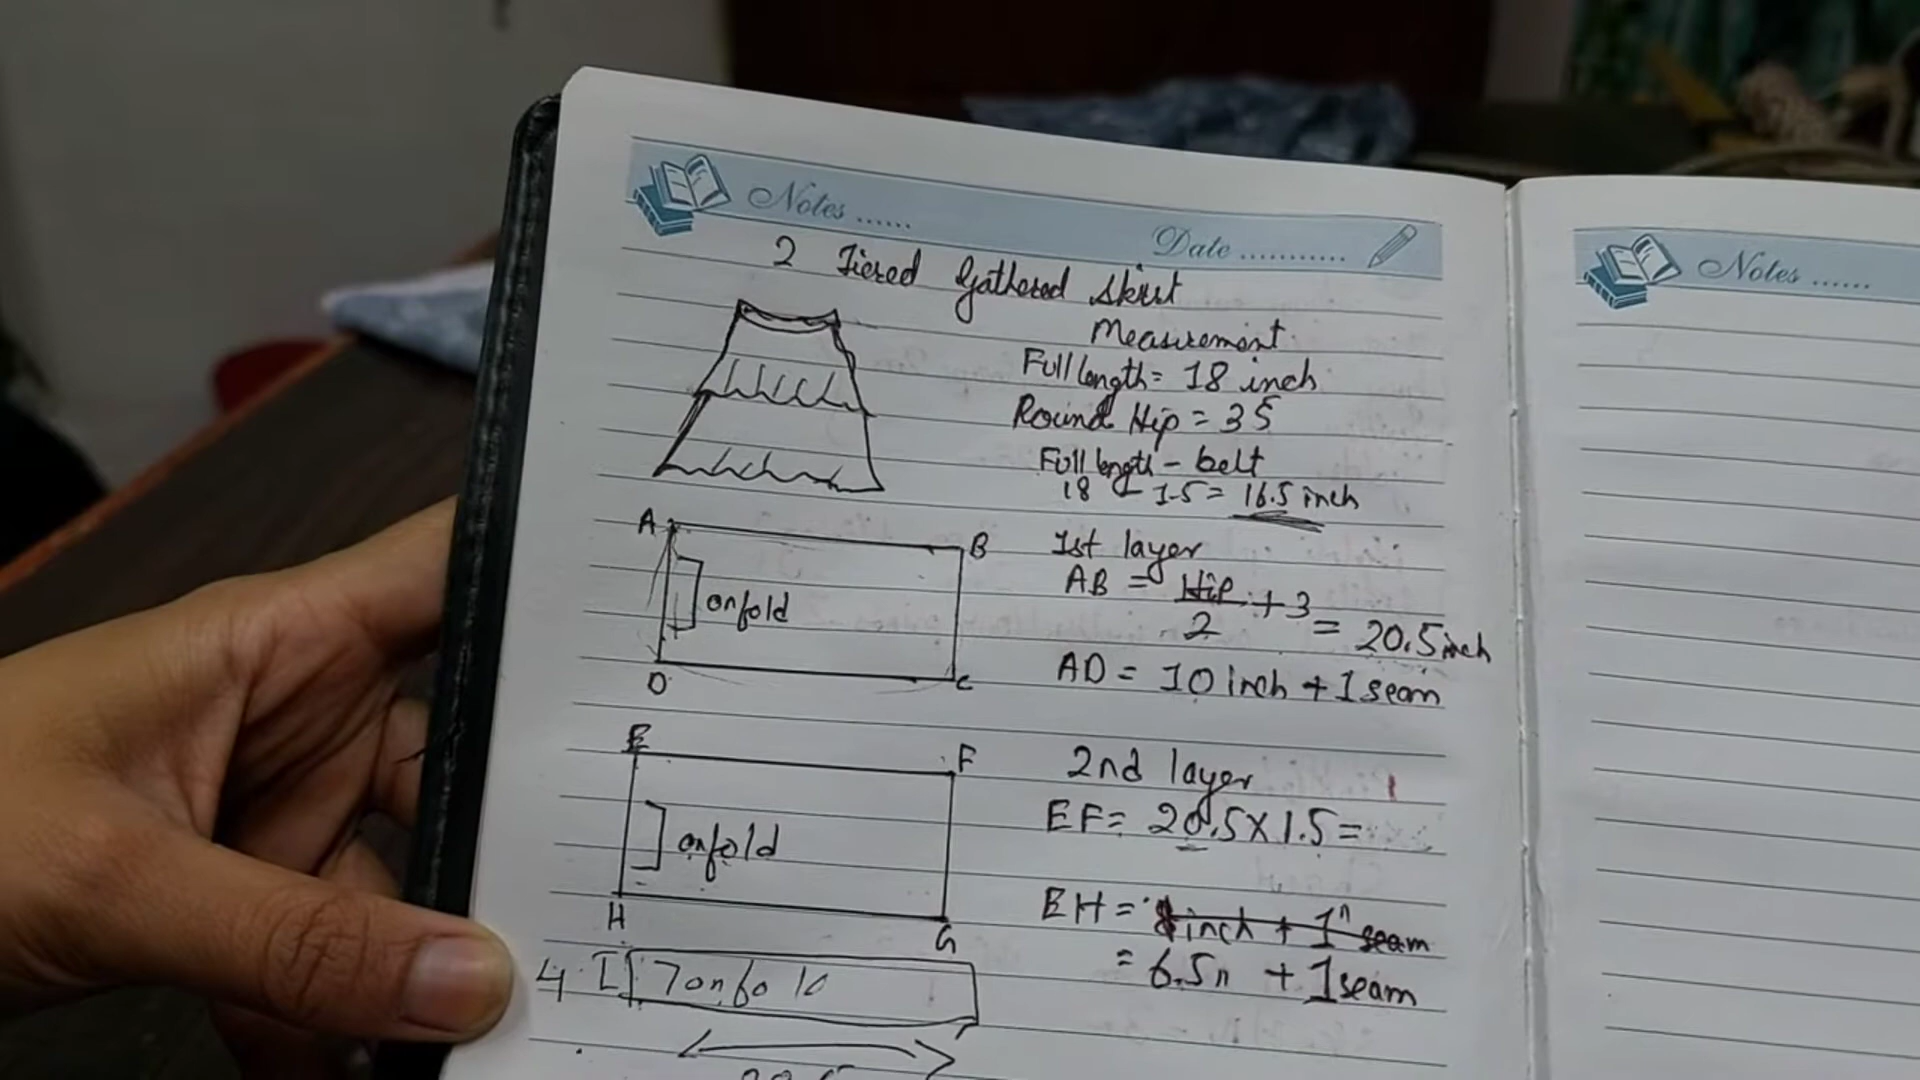 Notes ......
Date ...........
2 Tiered Gathered Skirt
Measurement
Full length = 18 inch
Round Hip = 35
Full length - belt
18 - 1.5 = 16.5 inch
A
B
onfold
D
C
1st layer
AB = Hip / 2 + 3 = 20.5 inch
AD = 10 inch + 1 seam
E
F
onfold
H
G
2nd layer
EF = 20.5 X 1.5 =
EH = 8 inch + 1" seam
= 6.5" + 1 seam
4
onfold
Notes ......